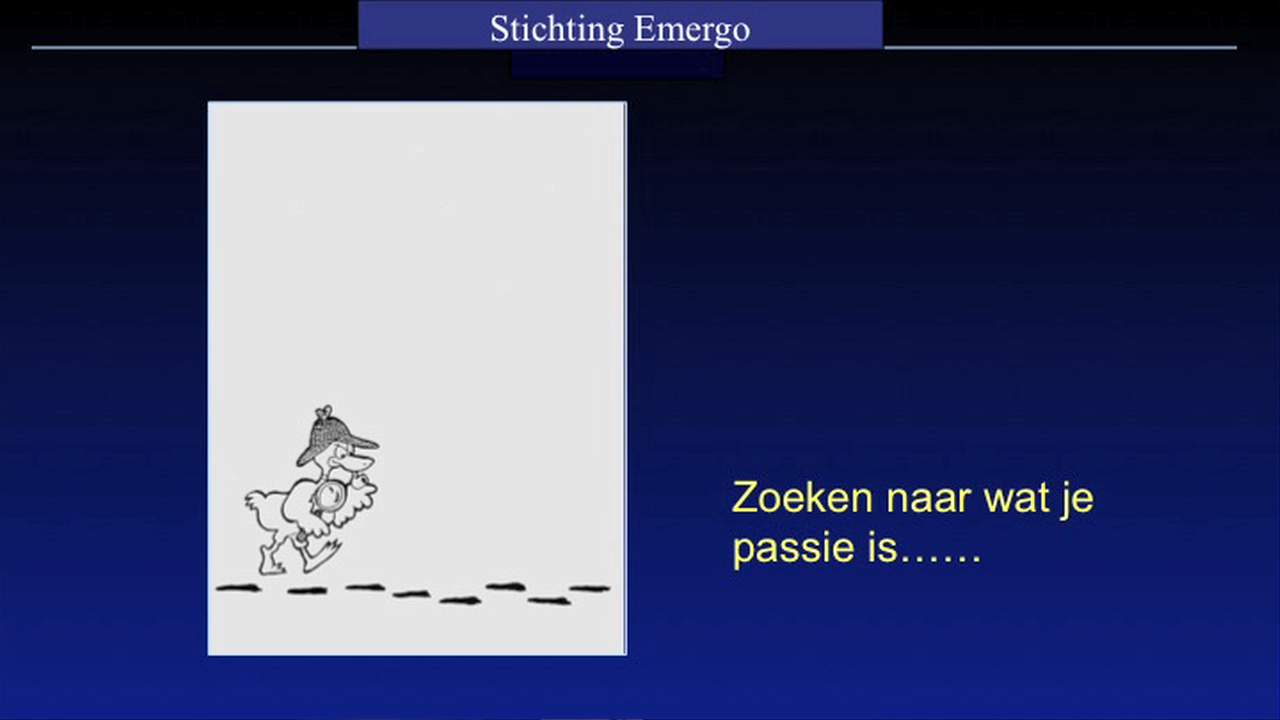 Stichting Emergo
Zoeken naar wat je
passie is......